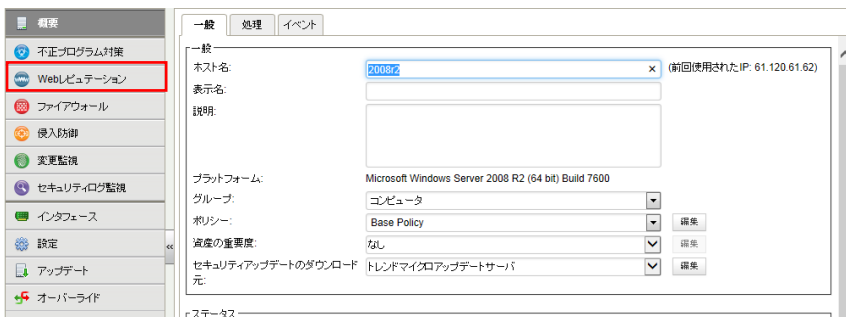 概要
不正プログラム対策
Webレピュテーション
ファイアウォール
侵入防御
変更監視
セキュリティログ監視
インタフェース
設定
アップデート
オーバーライド
«
一般 処理 イベント
一般
ホスト名: 2008r2 × (前回使用されたIP: 61.120.61.62)
表示名:
説明:
プラットフォーム: Microsoft Windows Server 2008 R2 (64 bit) Build 7600
グループ: コンピュータ
ポリシー: Base Policy 編集
資産の重要度: なし 編集
セキュリティアップデートのダウンロード トレンドマイクロアップデートサーバ 編集
元:
ステータス